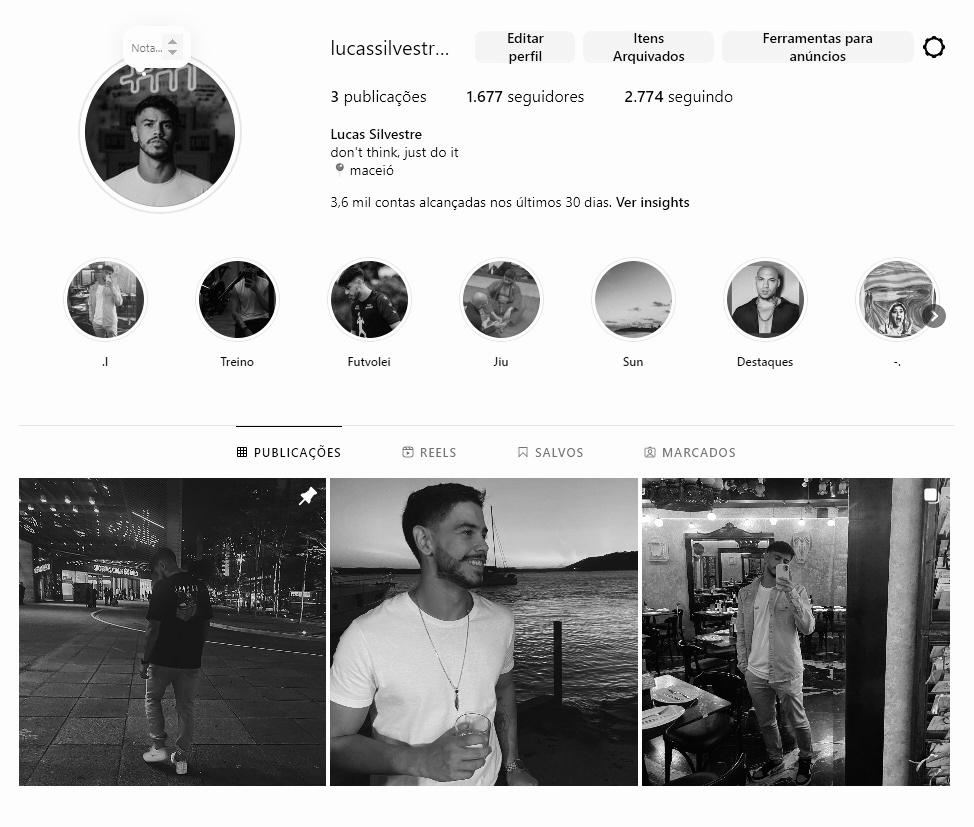 Nota...
lucassilvestr...
Editar
perfil
Itens
Arquivados
Ferramentas para
anúncios
3 publicações
1.677 seguidores
2.774 seguindo
Lucas Silvestre
don't think, just do it
maceió
3,6 mil contas alcançadas nos últimos 30 dias. Ver insights
.l
Treino
Futvolei
Jiu
Sun
Destaques
-.
PUBLICAÇÕES
REELS
SALVOS
MARCADOS